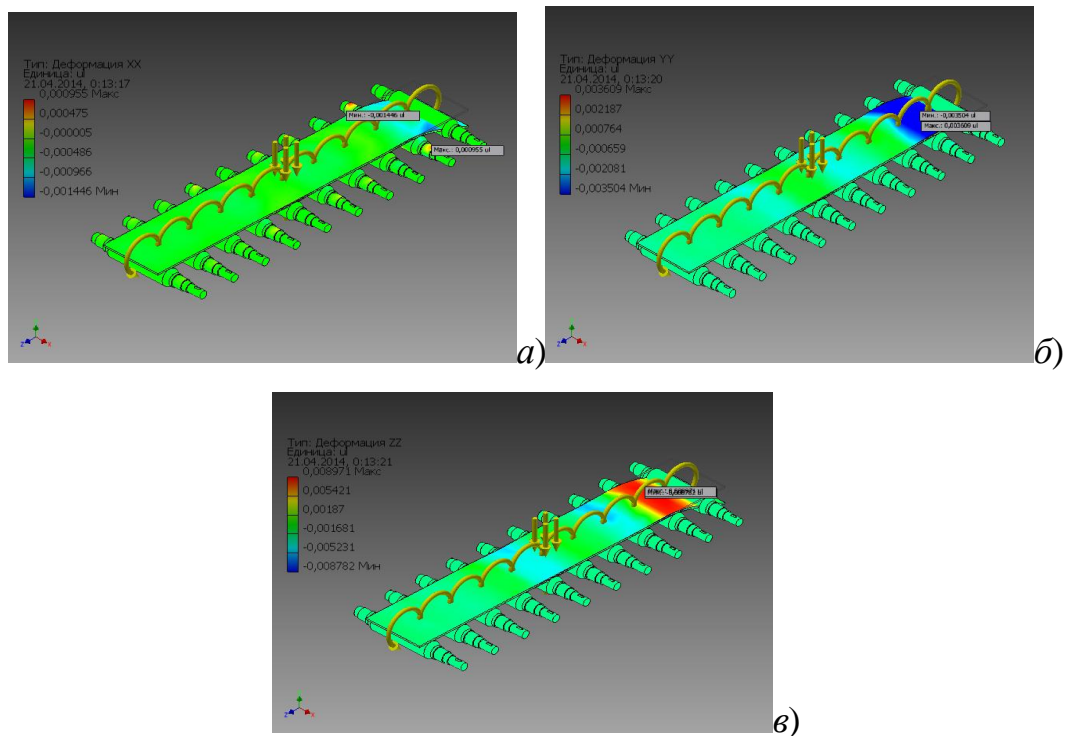 Тип: Деформация XX
Единица: ul
21.04.2014, 0:13:17
0,000955 Макс
0,000475
-0,000005
-0,000486
-0,000966
-0,001446 Мин
Мин.: -0,001446 ul
Макс.: 0,000955 ul
а)
Тип: Деформация YY
Единица: ul
21.04.2014, 0:13:20
0,003609 Макс
0,002187
0,000764
-0,000659
-0,002081
-0,003504 Мин
Мин.: -0,003504 ul
Макс.: 0,003609 ul
б)
Тип: Деформация ZZ
Единица: ul
21.04.2014, 0:13:21
0,008971 Макс
0,005421
0,00187
-0,001681
-0,005231
-0,008782 Мин
в)